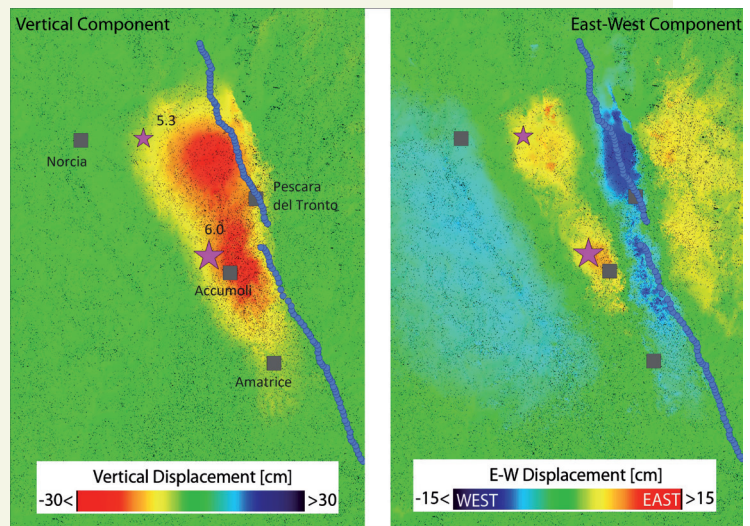 Vertical Component
5.3
Norcia
Pescara
del Tronto
6.0
Accumoli
Amatrice
Vertical Displacement [cm]
-30< >30
East-West Component
E-W Displacement [cm]
-15< WEST EAST >15